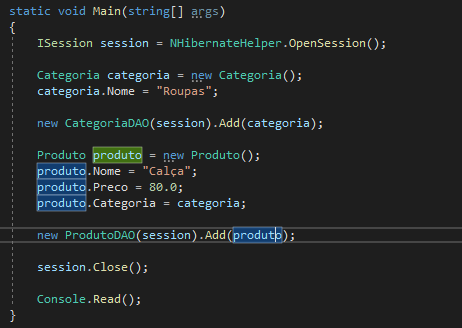 static void Main(string[] args)
{
ISession session = NHibernateHelper.OpenSession();
Categoria categoria = new Categoria();
categoria.Nome = "Roupas";
new CategoriaDAO(session).Add(categoria);
Produto produto = new Produto();
produto.Nome = "Calça";
produto.Preco = 80.0;
produto.Categoria = categoria;
new ProdutoDAO(session).Add(produto);
session.Close();
Console.Read();
}